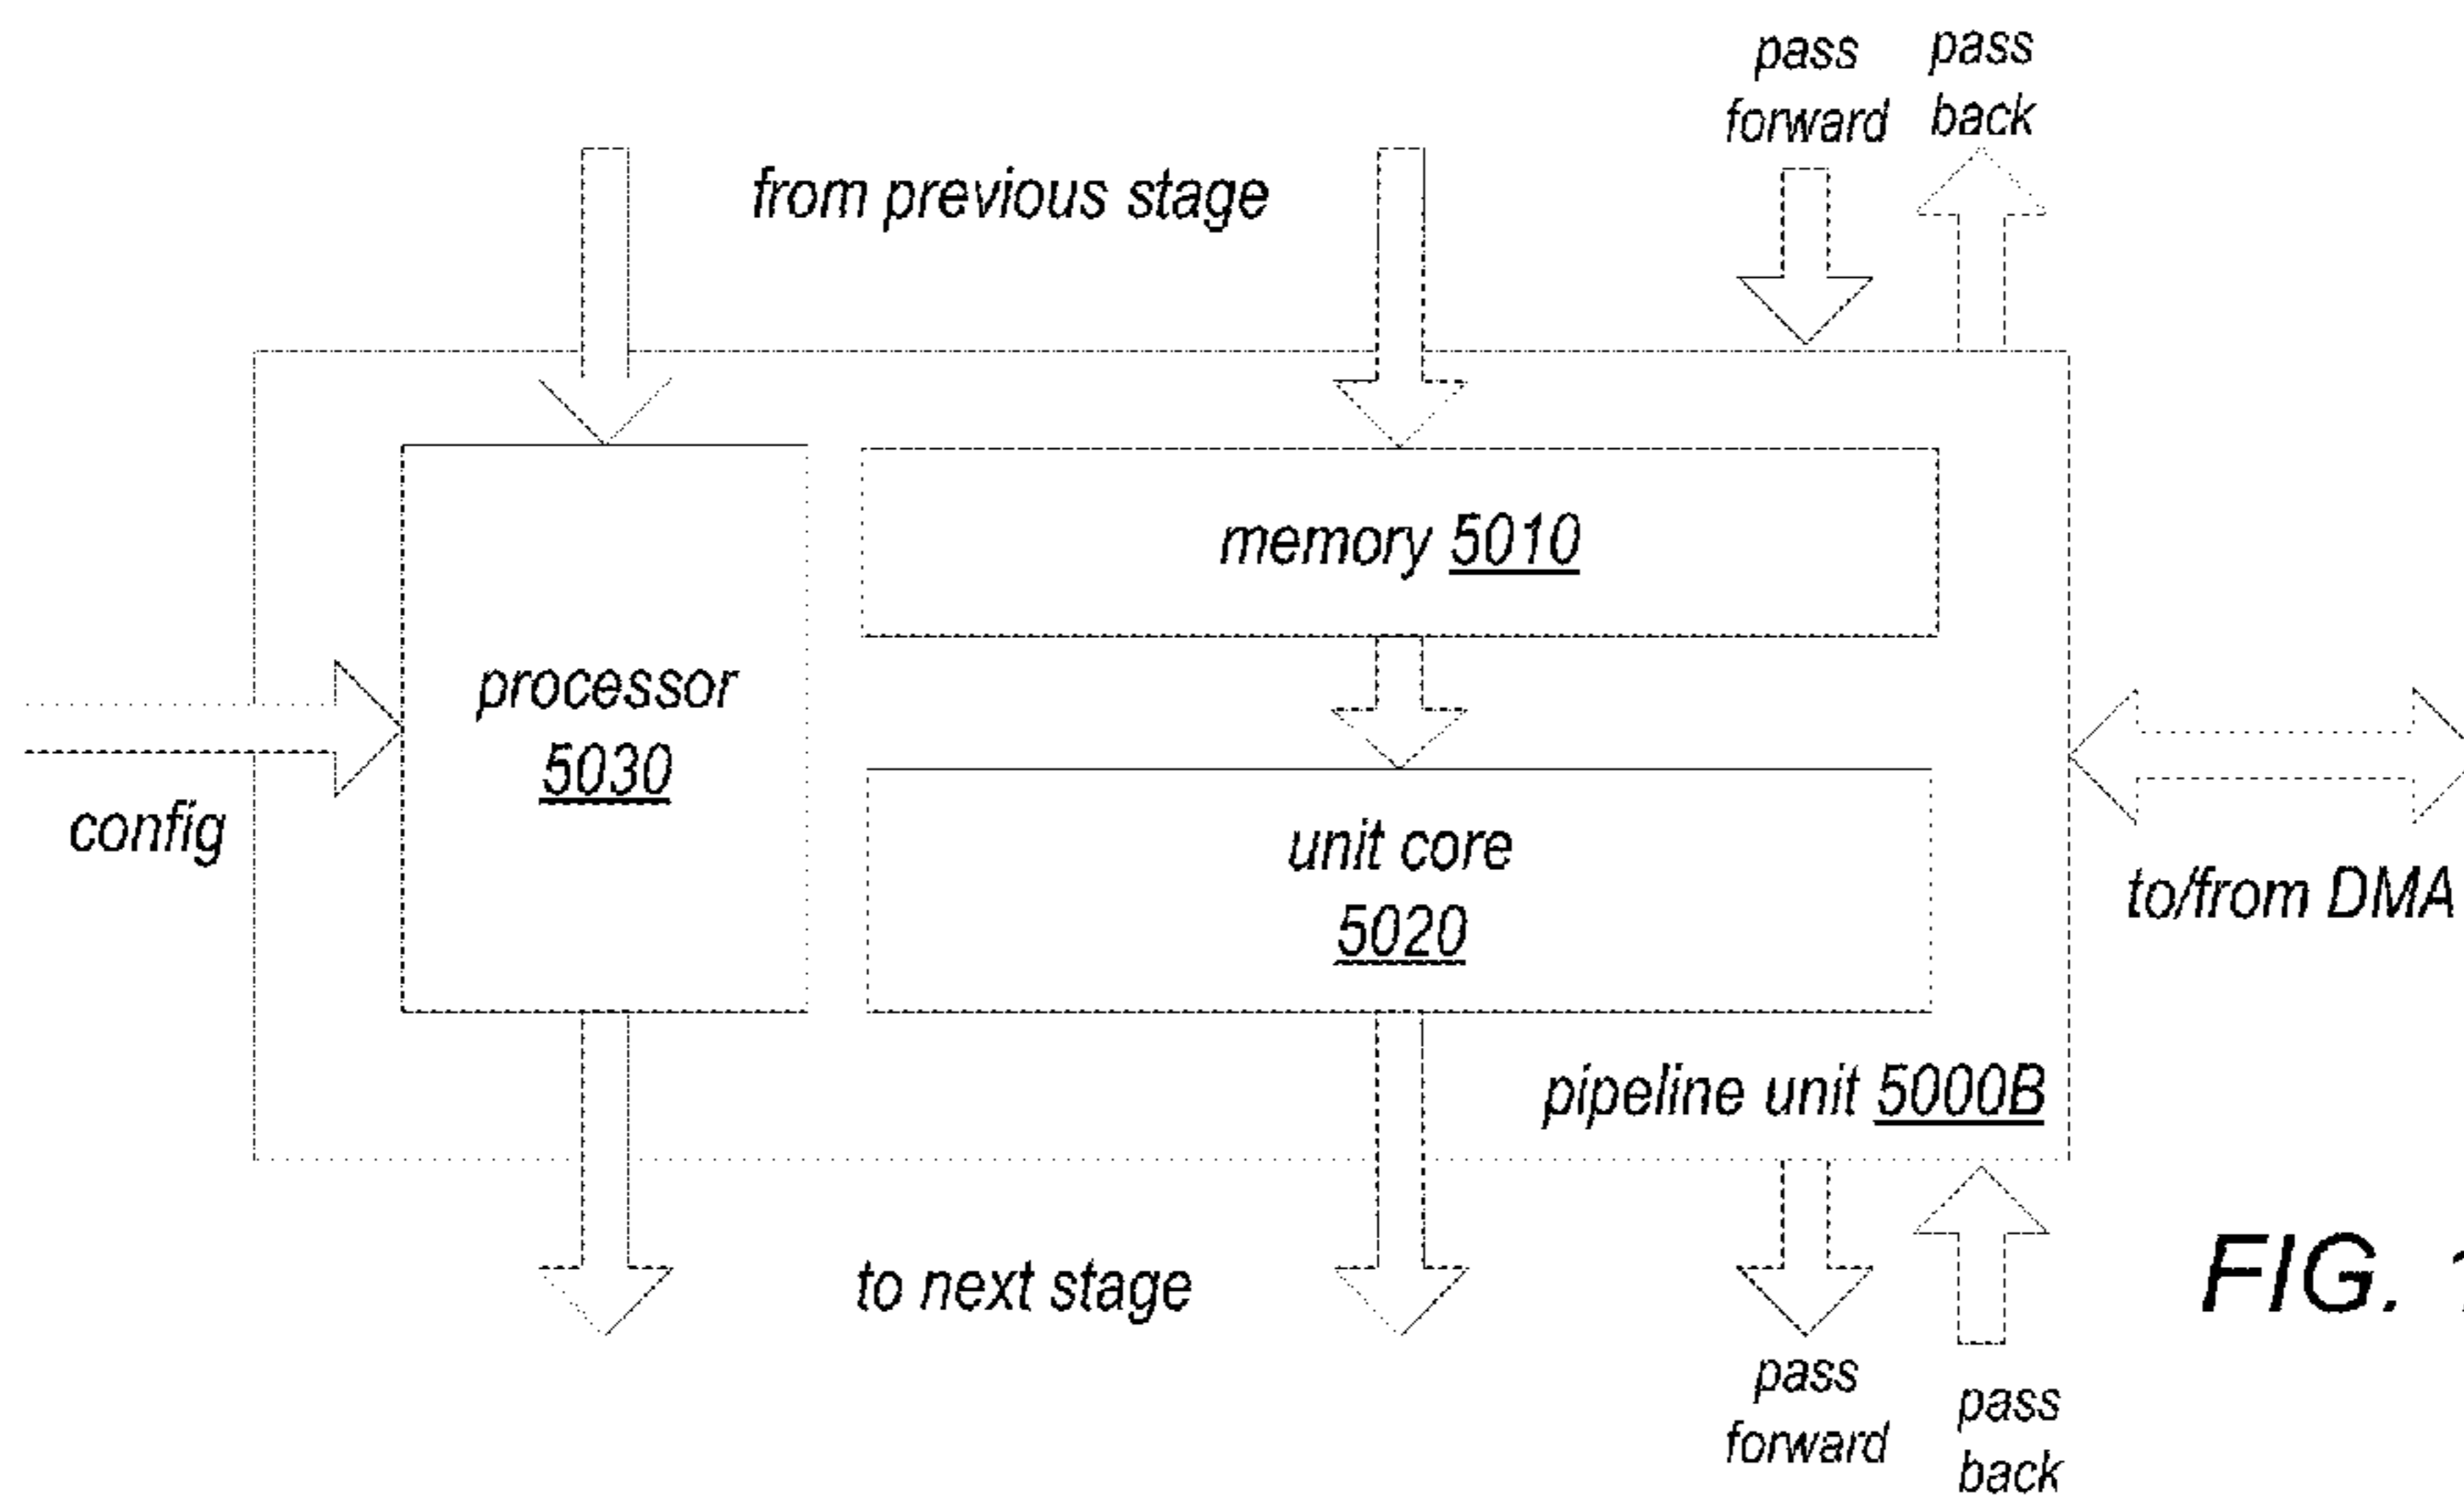 pass forward
pass back
from previous stage
memory 5010
processor
5030
config
unit core
5020
to/from DMA
pipeline unit 5000B
to next stage
FIG.
pass forward
pass back